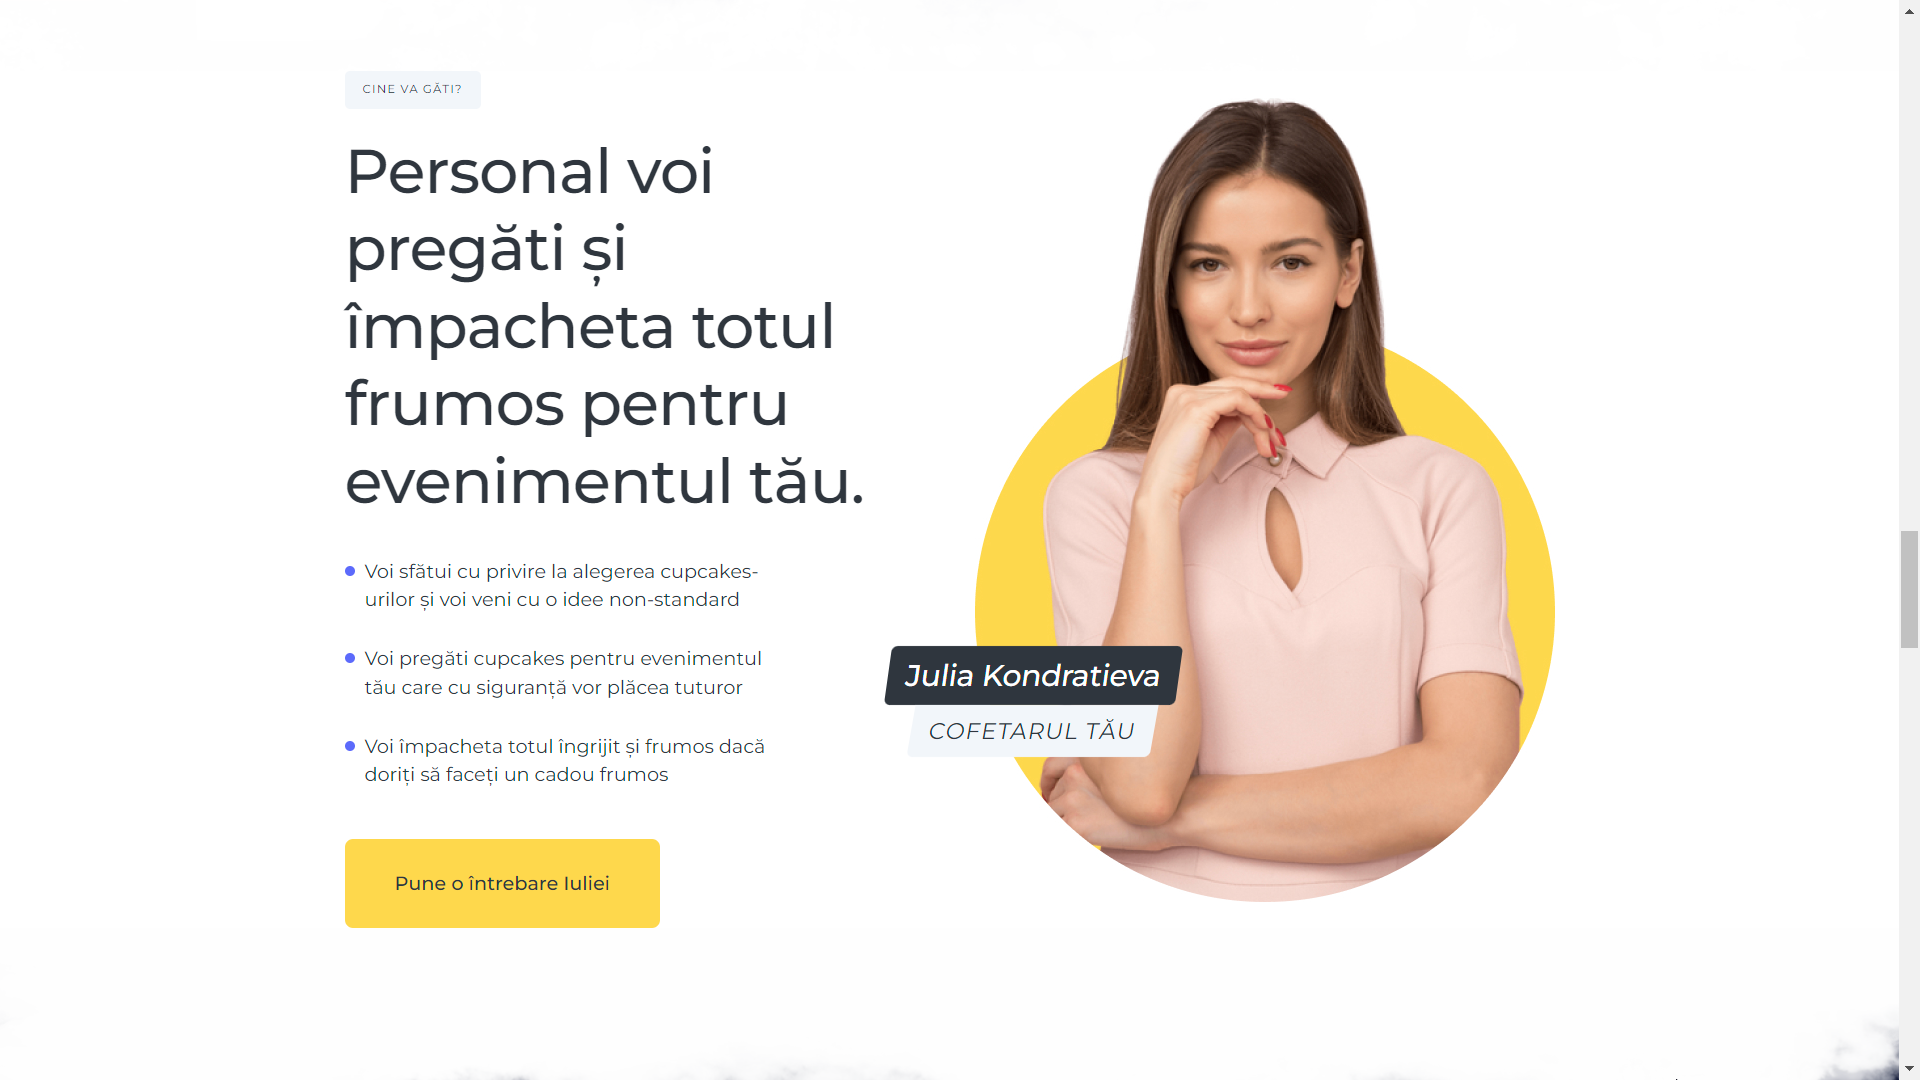 CINE VA GĂTI?
Personal voi
pregăti și
împacheta totul
frumos pentru
evenimentul tău.
Voi sfătui cu privire la alegerea cupcakes-
urilor și voi veni cu o idee non-standard
Voi pregăti cupcakes pentru evenimentul
tău care cu siguranță vor plăcea tuturor
Voi împacheta totul îngrijit și frumos dacă
doriți să faceți un cadou frumos
Pune o întrebare Iuliei
Julia Kondratieva
COFETARUL TĂU